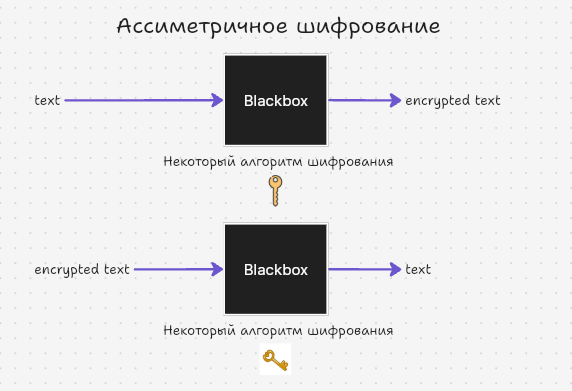 Ассиметричное шифрование
text
Blackbox
encrypted text
Некоторый алгоритм шифрования
encrypted text
Blackbox
text
Некоторый алгоритм шифрования